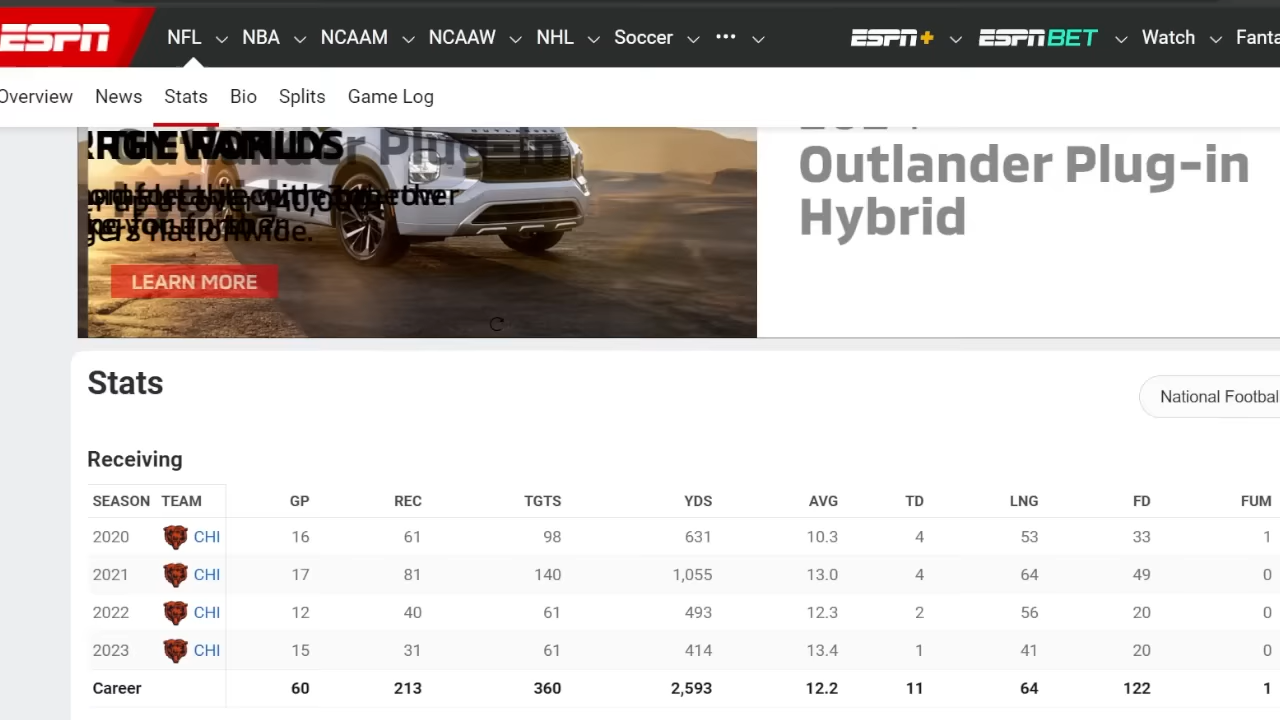 ESPN NFL NBA NCAAM NCAAW NHL Soccer ••• ESPN+ ESPN BET Watch Fanta
Overview News Stats Bio Splits Game Log
Outlander Plug-in
Hybrid
nationwide.
LEARN MORE
Stats
National Footbal
Receiving
SEASON TEAM GP REC TGTS YDS AVG TD LNG FD FUM
2020 CHI 16 61 98 631 10.3 4 53 33 1
2021 CHI 17 81 140 1,055 13.0 4 64 49 0
2022 CHI 12 40 61 493 12.3 2 56 20 0
2023 CHI 15 31 61 414 13.4 1 41 20 0
Career 60 213 360 2,593 12.2 11 64 122 1